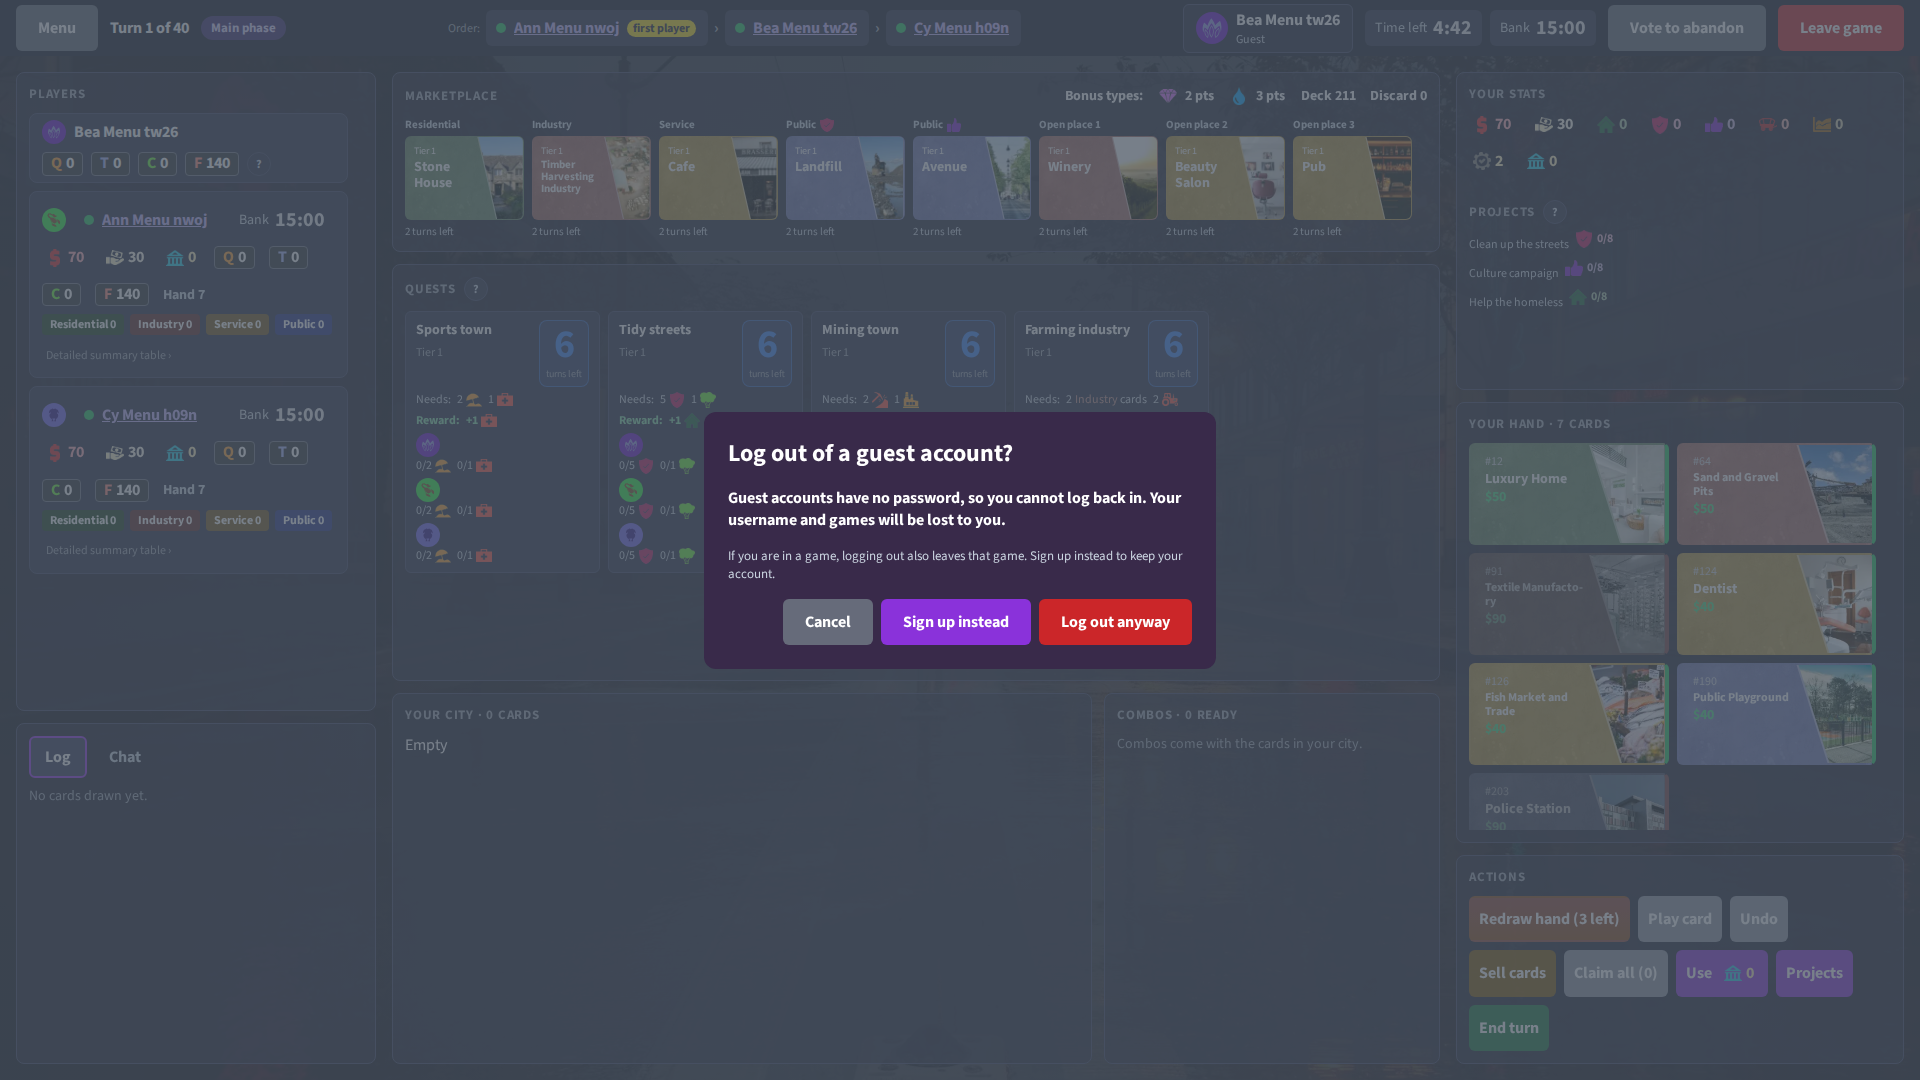 Menu
Turn 1 of 40
Main phase
Order:
Ann Menu nwoj first player › Bea Menu tw26 › Cy Menu h09n
Bea Menu tw26
Guest
Time left 4:42
Bank 15:00
Vote to abandon
Leave game
PLAYERS
Bea Menu tw26
Q 0 T 0 C 0 F 140 ?
Ann Menu nwoj Bank 15:00
70 30 0 Q 0 T 0
C 0 F 140 Hand 7
Residential 0 Industry 0 Service 0 Public 0
Detailed summary table ›
Cy Menu h09n Bank 15:00
70 30 0 Q 0 T 0
C 0 F 140 Hand 7
Residential 0 Industry 0 Service 0 Public 0
Detailed summary table ›
Log Chat
No cards drawn yet.
MARKETPLACE
Bonus types: 2 pts 3 pts Deck 211 Discard 0
Residential
Tier 1
Stone
House
2 turns left
Industry
Tier 1
Timber
Harvesting
Industry
2 turns left
Service
Tier 1
Cafe
2 turns left
Public
Tier 1
Landfill
2 turns left
Public
Tier 1
Avenue
2 turns left
Open place 1
Tier 1
Winery
2 turns left
Open place 2
Tier 1
Beauty
Salon
2 turns left
Open place 3
Tier 1
Pub
2 turns left
QUESTS ?
Sports town
Tier 1
6
turns left
Needs: 2 1
Reward: +1
0/2 0/1
0/2 0/1
0/2 0/1
Tidy streets
Tier 1
6
turns left
Needs: 5 1
Reward: +1
0/5 0/1
0/5 0/1
0/5 0/1
Mining town
Tier 1
6
turns left
Needs: 2 1
Farming industry
Tier 1
6
turns left
Needs: 2 Industry cards 2
Log out of a guest account?
Guest accounts have no password, so you cannot log back in. Your
username and games will be lost to you.
If you are in a game, logging out also leaves that game. Sign up instead to keep your
account.
Cancel
Sign up instead
Log out anyway
YOUR CITY · 0 CARDS
Empty
COMBOS · 0 READY
Combos come with the cards in your city.
YOUR STATS
70 30 0 0 0 0 0
2 0
PROJECTS ?
Clean up the streets 0/8
Culture campaign 0/8
Help the homeless 0/8
YOUR HAND · 7 CARDS
#12
Luxury Home
$50
#64
Sand and Gravel
Pits
$50
#91
Textile Manufacto-
ry
$90
#124
Dentist
#126
Fish Market and
Trade
$40
#190
Public Playground
$40
#203
Police Station
$90
ACTIONS
Redraw hand (3 left)
Play card
Undo
Sell cards
Claim all (0)
Use 0
Projects
End turn